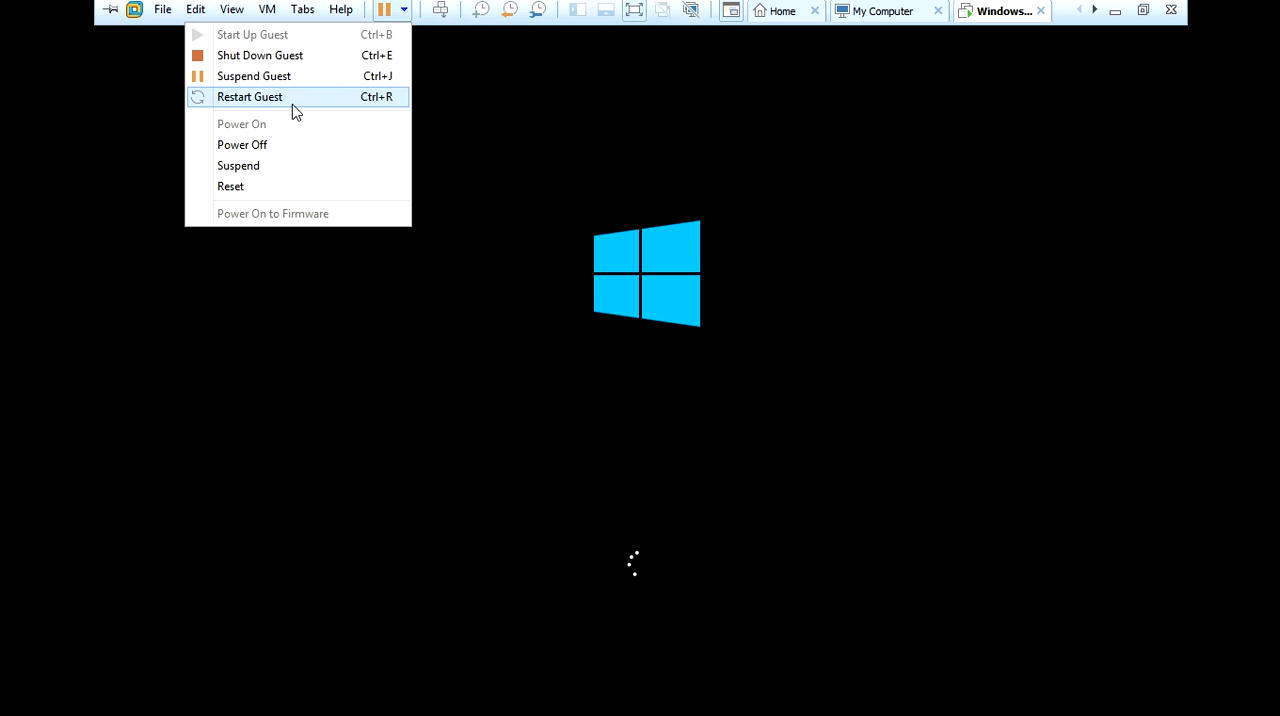 File Edit View VM Tabs Help Home My Computer Windows...
Start Up Guest Ctrl+B
Shut Down Guest Ctrl+E
Suspend Guest Ctrl+J
Restart Guest Ctrl+R
Power On
Power Off
Suspend
Reset
Power On to Firmware